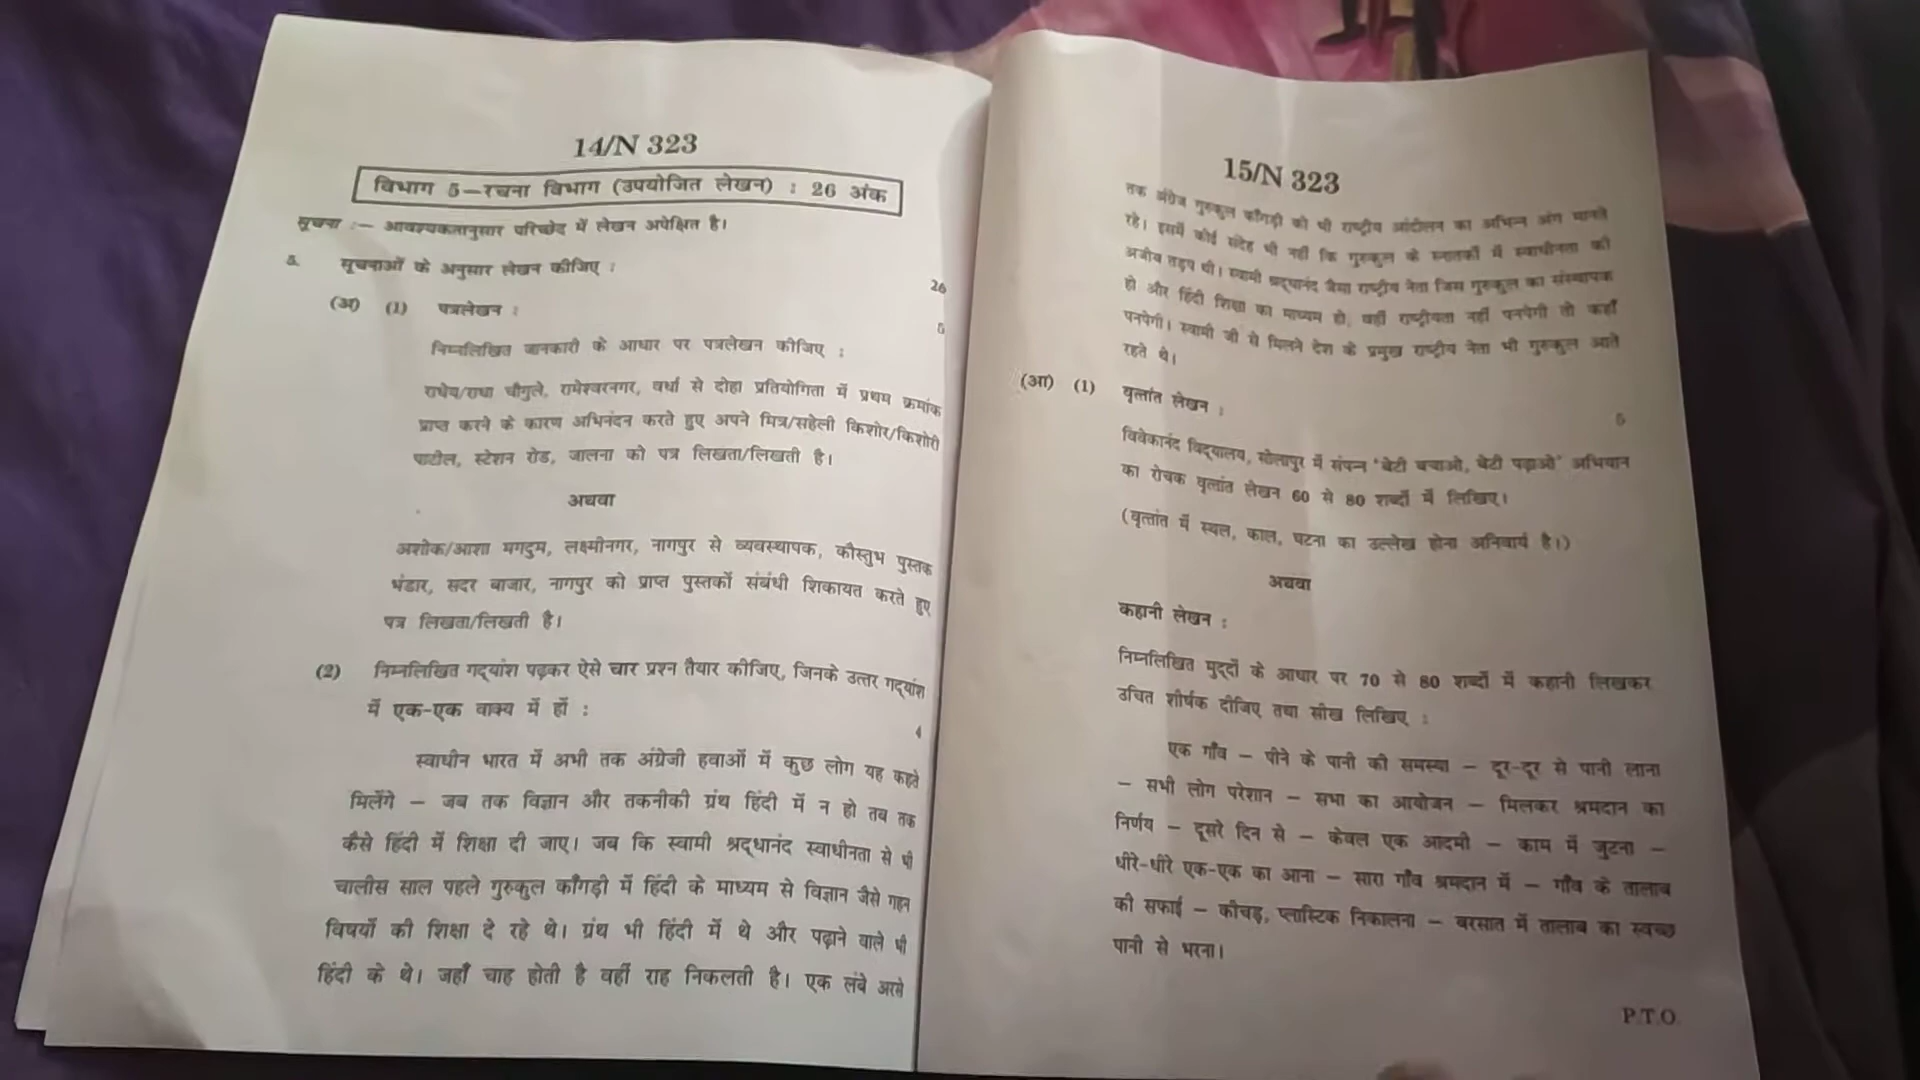 14/N 323
विभाग 5—रचना विभाग (उपयोजित लेखन) : 26 अंक
सूचना :— आवश्यकतानुसार परिच्छेद में लेखन अपेक्षित है।
5. सूचनाओं के अनुसार लेखन कीजिए : 26
(अ) (1) पत्रलेखन : 5
निम्नलिखित जानकारी के आधार पर पत्रलेखन कीजिए :
राधेय/राधा चौगुले, रामेश्वरनगर, वर्धा से दोहा प्रतियोगिता में प्रथम क्रमांक
प्राप्त करने के कारण अभिनंदन करते हुए अपने मित्र/सहेली किशोर/किशोरी
पाटील, स्टेशन रोड, जालना को पत्र लिखता/लिखती है।
अथवा
अशोक/आशा मगदुम, लक्ष्मीनगर, नागपुर से व्यवस्थापक, कौस्तुभ पुस्तक
भंडार, सदर बाजार, नागपुर को प्राप्त पुस्तकों संबंधी शिकायत करते हुए
पत्र लिखता/लिखती है।
(2) निम्नलिखित गद्‌यांश पढ़कर ऐसे चार प्रश्न तैयार कीजिए, जिनके उत्तर गद्‌यांश
में एक-एक वाक्य में हों : 4
स्वाधीन भारत में अभी तक अंग्रेजी हवाओं में कुछ लोग यह कहते
मिलेंगे — जब तक विज्ञान और तकनीकी ग्रंथ हिंदी में न हो तब तक
कैसे हिंदी में शिक्षा दी जाए। जब कि स्वामी श्रद्‌धानंद स्वाधीनता से भी
चालीस साल पहले गुरुकुल काँगड़ी में हिंदी के माध्यम से विज्ञान जैसे गहन
विषयों की शिक्षा दे रहे थे। ग्रंथ भी हिंदी में थे और पढ़ाने वाले भी
हिंदी के थे। जहाँ चाह होती है वहीं राह निकलती है। एक लंबे अरसे
15/N 323
तक अंग्रेज गुरुकुल काँगड़ी को भी राष्ट्रीय आंदोलन का अभिन्न अंग मानते
रहे। इसमें कोई संदेह भी नहीं कि गुरुकुल के स्नातकों में स्वाधीनता की
अजीब तड़प थी। स्वामी श्रद्‌धानंद जैसा राष्ट्रीय नेता जिस गुरुकुल का संस्थापक
हो और हिंदी शिक्षा का माध्यम हो, वहीं राष्ट्रीयता नहीं पनपेगी तो कहाँ
पनपेगी। स्वामी जी से मिलने देश के प्रमुख राष्ट्रीय नेता भी गुरुकुल आते
रहते थे।
(आ) (1) वृत्तांत लेखन : 5
विवेकानंद विद्‌यालय, सोलापुर में संपन्न 'बेटी बचाओ, बेटी पढ़ाओ' अभियान
का रोचक वृत्तांत लेखन 60 से 80 शब्दों में लिखिए।
(वृत्तांत में स्थल, काल, घटना का उल्लेख होना अनिवार्य है।)
अथवा
कहानी लेखन :
निम्नलिखित मुद्‌दों के आधार पर 70 से 80 शब्दों में कहानी लिखकर
उचित शीर्षक दीजिए तथा सीख लिखिए :
एक गाँव — पीने के पानी की समस्या — दूर-दूर से पानी लाना
— सभी लोग परेशान — सभा का आयोजन — मिलकर श्रमदान का
निर्णय — दूसरे दिन से — केवल एक आदमी — काम में जुटना —
धीरे-धीरे एक-एक का आना — सारा गाँव श्रमदान में — गाँव के तालाब
की सफाई — कीचड़, प्लास्टिक निकालना — बरसात में तालाब का स्वच्छ
पानी से भरना।
P.T.O.